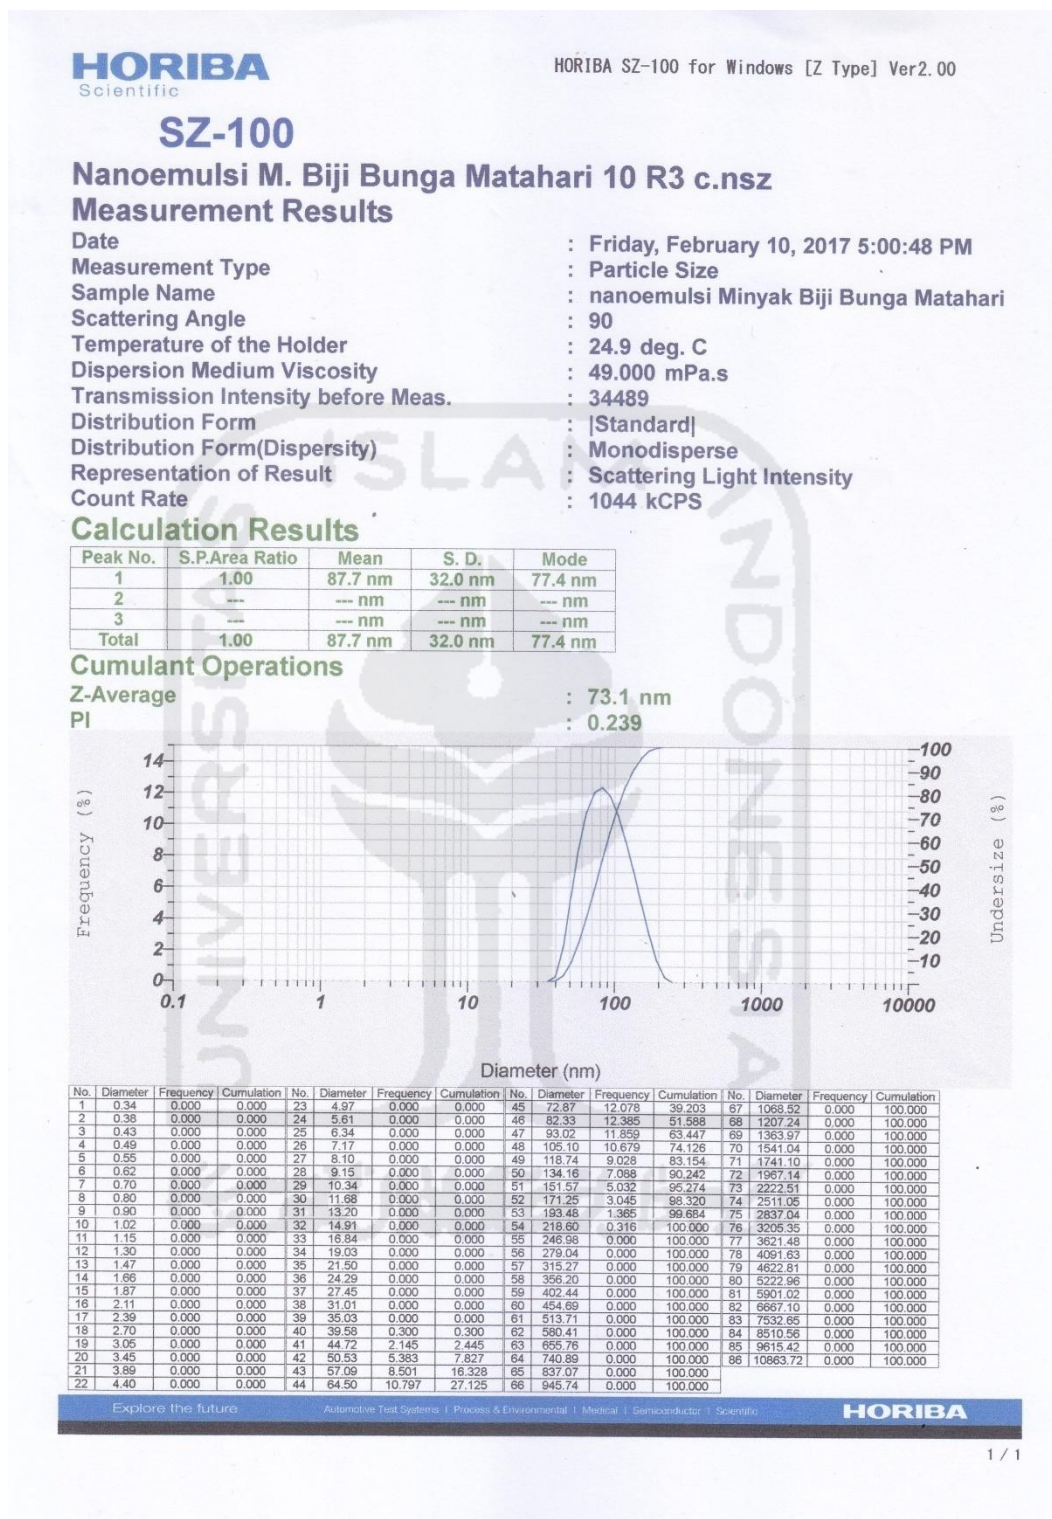 HORIBA
Scientific
HORIBA SZ-100 for Windows [Z Type] Ver2.00
SZ-100
Nanoemulsi M. Biji Bunga Matahari 10 R3 c.nsz
Measurement Results
Date : Friday, February 10, 2017 5:00:48 PM
Measurement Type : Particle Size
Sample Name : nanoemulsi Minyak Biji Bunga Matahari
Scattering Angle : 90
Temperature of the Holder : 24.9 deg. C
Dispersion Medium Viscosity : 49.000 mPa.s
Transmission Intensity before Meas. : 34489
Distribution Form : |Standard|
Distribution Form(Dispersity) : Monodisperse
Representation of Result : Scattering Light Intensity
Count Rate : 1044 kCPS
Calculation Results
Peak No. S.P.Area Ratio Mean S. D. Mode
1 1.00 87.7 nm 32.0 nm 77.4 nm
2 --- --- nm --- nm --- nm
3 --- --- nm --- nm --- nm
Total 1.00 87.7 nm 32.0 nm 77.4 nm
Cumulant Operations
Z-Average : 73.1 nm
PI : 0.239
UNIVERSITAS ISLAM INDONESIA
Frequency (%)
14
12
10
8
6
4
2
0
100
90
80
70
60
50
40
30
20
10
Undersize (%)
0.1 1 10 100 1000 10000
Diameter (nm)
No. Diameter Frequency Cumulation No. Diameter Frequency Cumulation No. Diameter Frequency Cumulation No. Diameter Frequency Cumulation
1 0.34 0.000 0.000 23 4.97 0.000 0.000 45 72.87 12.078 39.203 67 1068.52 0.000 100.000
2 0.38 0.000 0.000 24 5.61 0.000 0.000 46 82.33 12.385 51.588 68 1207.24 0.000 100.000
3 0.43 0.000 0.000 25 6.34 0.000 0.000 47 93.02 11.859 63.447 69 1363.97 0.000 100.000
4 0.49 0.000 0.000 26 7.17 0.000 0.000 48 105.10 10.679 74.126 70 1541.04 0.000 100.000
5 0.55 0.000 0.000 27 8.10 0.000 0.000 49 118.74 9.028 83.154 71 1741.10 0.000 100.000
6 0.62 0.000 0.000 28 9.15 0.000 0.000 50 134.16 7.088 90.242 72 1967.14 0.000 100.000
7 0.70 0.000 0.000 29 10.34 0.000 0.000 51 151.57 5.032 95.274 73 2222.51 0.000 100.000
8 0.80 0.000 0.000 30 11.68 0.000 0.000 52 171.25 3.045 98.320 74 2511.05 0.000 100.000
9 0.90 0.000 0.000 31 13.20 0.000 0.000 53 193.48 1.365 99.684 75 2837.04 0.000 100.000
10 1.02 0.000 0.000 32 14.91 0.000 0.000 54 218.60 0.316 100.000 76 3205.35 0.000 100.000
11 1.15 0.000 0.000 33 16.84 0.000 0.000 55 246.98 0.000 100.000 77 3621.48 0.000 100.000
12 1.30 0.000 0.000 34 19.03 0.000 0.000 56 279.04 0.000 100.000 78 4091.63 0.000 100.000
13 1.47 0.000 0.000 35 21.50 0.000 0.000 57 315.27 0.000 100.000 79 4622.81 0.000 100.000
14 1.66 0.000 0.000 36 24.29 0.000 0.000 58 356.20 0.000 100.000 80 5222.96 0.000 100.000
15 1.87 0.000 0.000 37 27.45 0.000 0.000 59 402.44 0.000 100.000 81 5901.02 0.000 100.000
16 2.11 0.000 0.000 38 31.01 0.000 0.000 60 454.69 0.000 100.000 82 6667.10 0.000 100.000
17 2.39 0.000 0.000 39 35.03 0.000 0.000 61 513.71 0.000 100.000 83 7532.65 0.000 100.000
18 2.70 0.000 0.000 40 39.58 0.300 0.300 62 580.41 0.000 100.000 84 8510.56 0.000 100.000
19 3.05 0.000 0.000 41 44.72 2.145 2.445 63 655.76 0.000 100.000 85 9615.42 0.000 100.000
20 3.45 0.000 0.000 42 50.53 5.383 7.827 64 740.89 0.000 100.000 86 10863.72 0.000 100.000
21 3.89 0.000 0.000 43 57.09 8.501 16.328 65 837.07 0.000 100.000
22 4.40 0.000 0.000 44 64.50 10.797 27.125 66 945.74 0.000 100.000
Explore the future Automotive Test Systems | Process & Environmental | Medical | Semiconductor | Scientific HORIBA
1 / 1